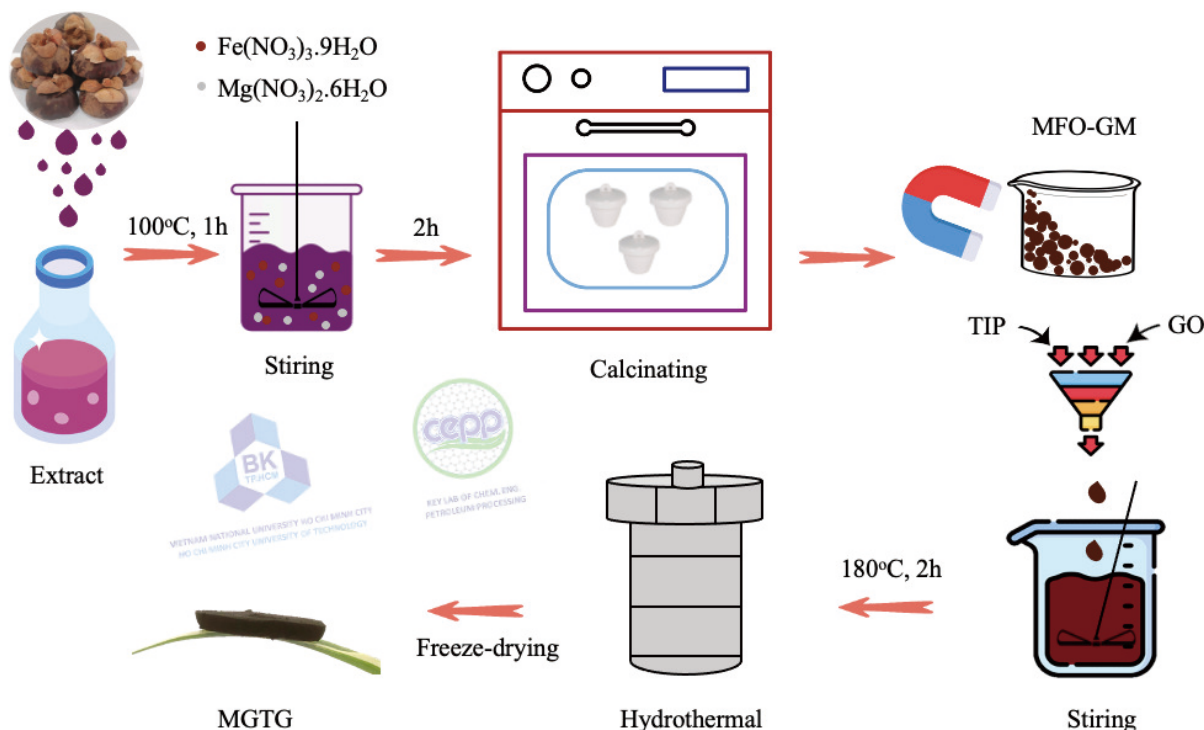 Fe(NO₃)₃.9H₂O
Mg(NO₃)₂.6H₂O
MFO-GM
100°C, 1h
2h
TIP
GO
Stiring
Calcinating
Extract
BK
TP.HCM
cepp
KEY LAB OF CHEM. ENG.
PETROLEUM PROCESSING
VIETNAM NATIONAL UNIVERSITY HO CHI MINH CITY
HO CHI MINH CITY UNIVERSITY OF TECHNOLOGY
180°C, 2h
Freeze-drying
MGTG
Hydrothermal
Stiring